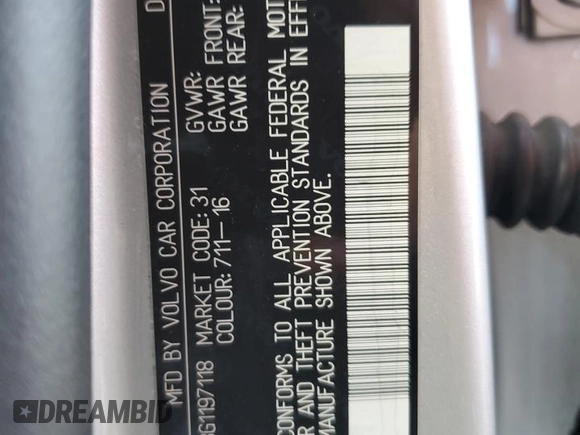 MFD BY VOLVO CAR CORPORATION
GVWR:
GAWR FRONT:
GAWR REAR:
G1197118 MARKET CODE: 31
COLOUR: 711-16
CONFORMS TO ALL APPLICABLE FEDERAL MOT
R AND THEFT PREVENTION STANDARDS IN EFF
MANUFACTURE SHOWN ABOVE.
DREAMBID